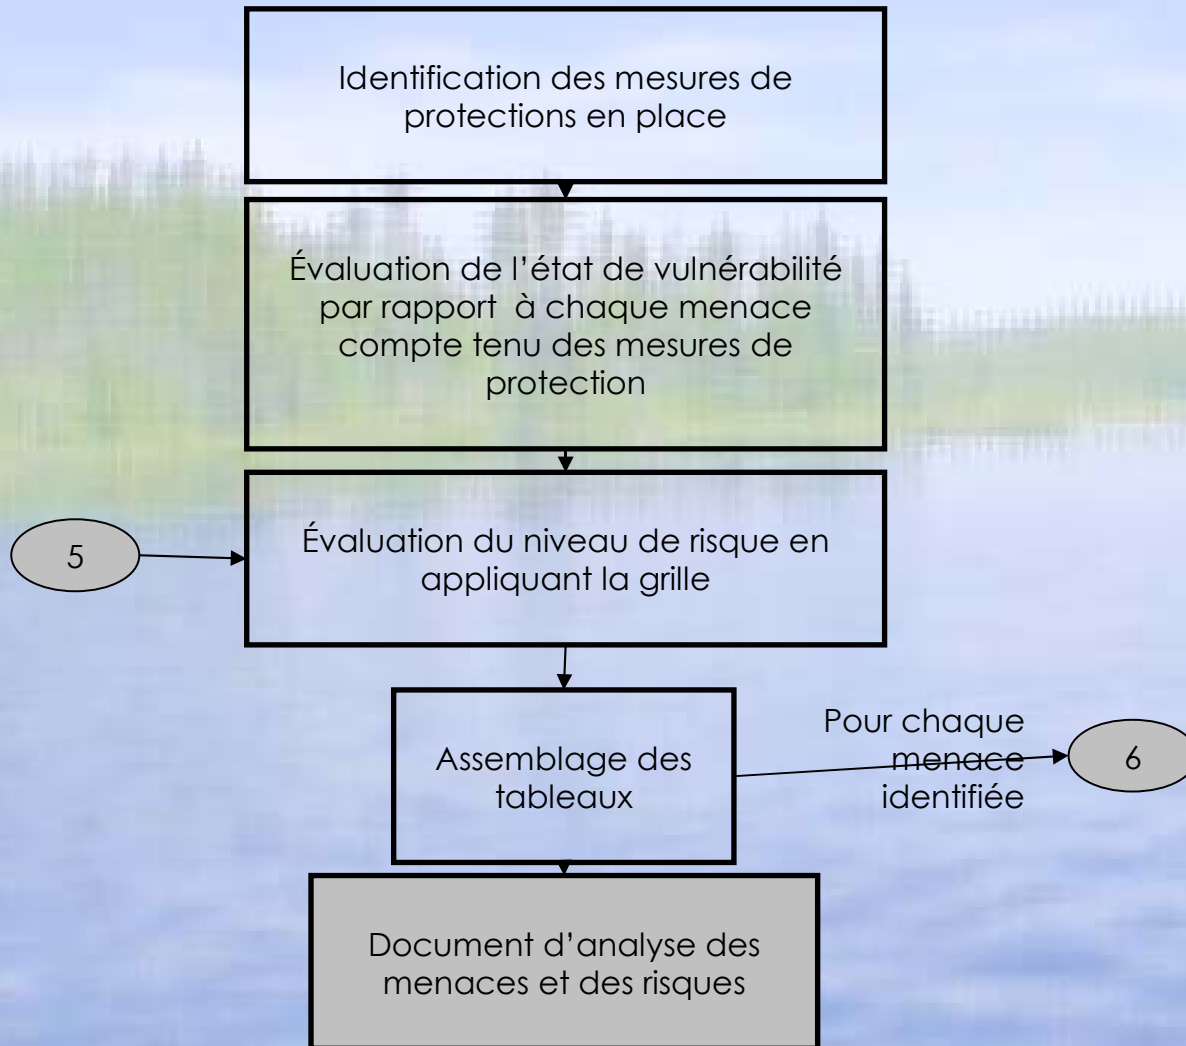 Identification des mesures de
protections en place
Évaluation de l'état de vulnérabilité
par rapport à chaque menace
compte tenu des mesures de
protection
5
Évaluation du niveau de risque en
appliquant la grille
Assemblage des
tableaux
Pour chaque
menace
identifiée
6
Document d'analyse des
menaces et des risques